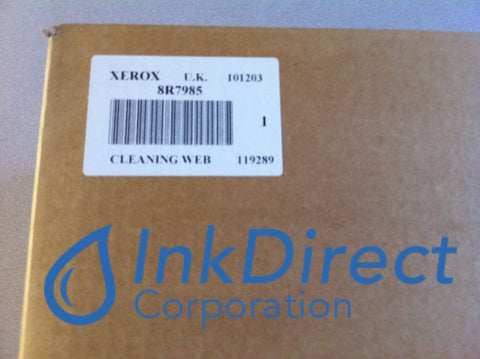 XEROX U.K. 101203
8R7985
1
CLEANING WEB 119289
InkDirect
Corporation